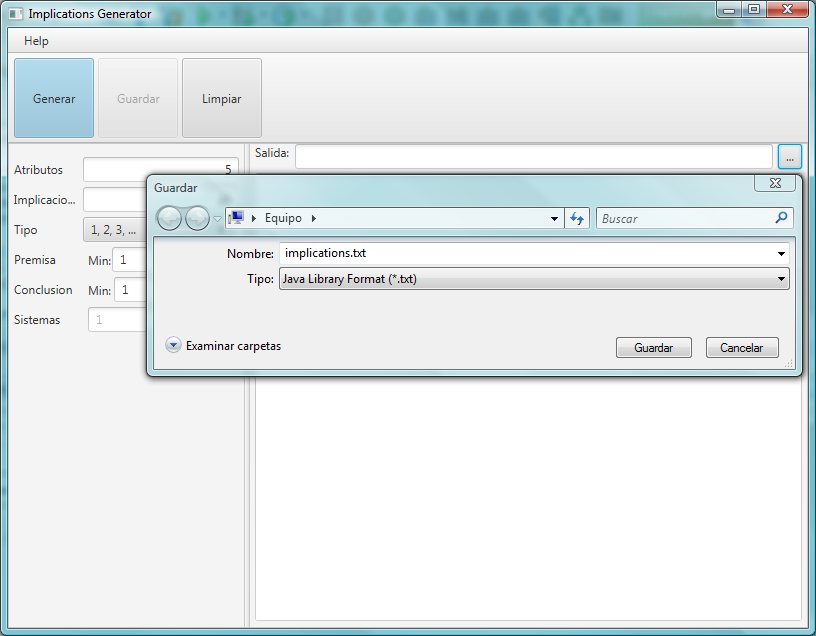 Implications Generator
Help
Generar
Guardar
Limpiar
Salida:
...
Atributos
5
Implicacio...
Tipo
1, 2, 3, ...
Premisa
Min:
1
Conclusion
Min:
1
Sistemas
1
Guardar
Equipo
Buscar
Nombre:
implications.txt
Tipo:
Java Library Format (*.txt)
Examinar carpetas
Guardar
Cancelar